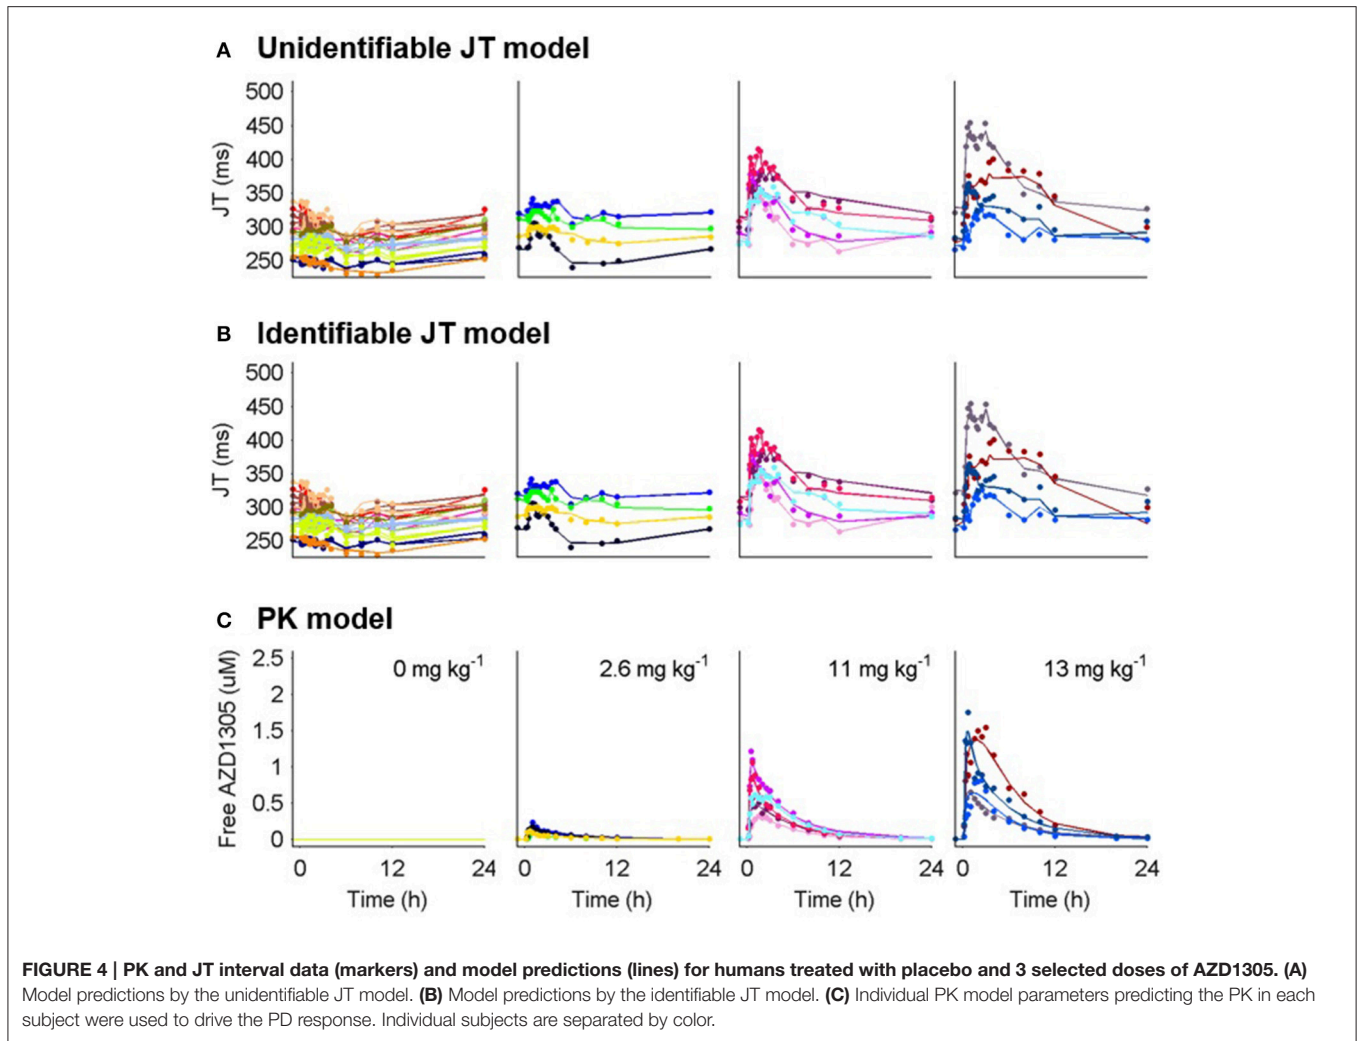 A Unidentifiable JT model
500
450
400
350
300
250
JT (ms)
B Identifiable JT model
500
450
400
350
300
250
JT (ms)
C PK model
2.5
2
1.5
1
0.5
0
Free AZD1305 (uM)
0 mg kg⁻¹
2.6 mg kg⁻¹
11 mg kg⁻¹
13 mg kg⁻¹
0 12 24
0 12 24
0 12 24
0 12 24
Time (h)
Time (h)
Time (h)
Time (h)
FIGURE 4 | PK and JT interval data (markers) and model predictions (lines) for humans treated with placebo and 3 selected doses of AZD1305. (A)
Model predictions by the unidentifiable JT model. (B) Model predictions by the identifiable JT model. (C) Individual PK model parameters predicting the PK in each
subject were used to drive the PD response. Individual subjects are separated by color.